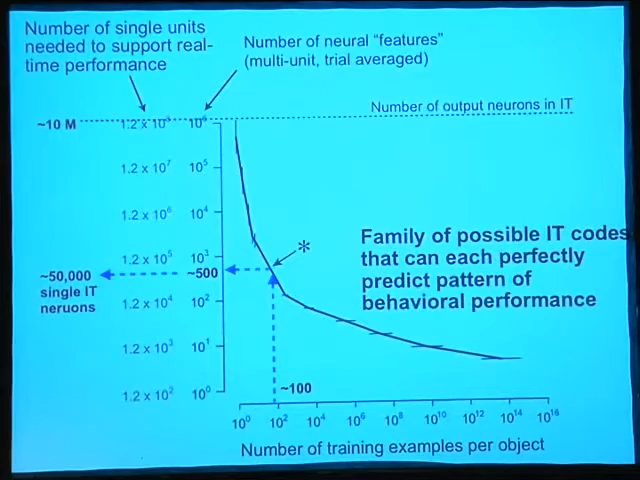 Number of single units
needed to support real-
time performance
Number of neural “features”
(multi-unit, trial averaged)
Number of output neurons in IT
~10 M
1.2 x 10⁸
10⁶
1.2 x 10⁷
10⁵
1.2 x 10⁶
10⁴
1.2 x 10⁵
10³
~50,000
single IT
neruons
~500
1.2 x 10⁴
10²
1.2 x 10³
10¹
1.2 x 10²
10⁰
*
Family of possible IT codes
that can each perfectly
predict pattern of
behavioral performance
~100
10⁰
10²
10⁴
10⁶
10⁸
10¹⁰
10¹²
10¹⁴
10¹⁶
Number of training examples per object